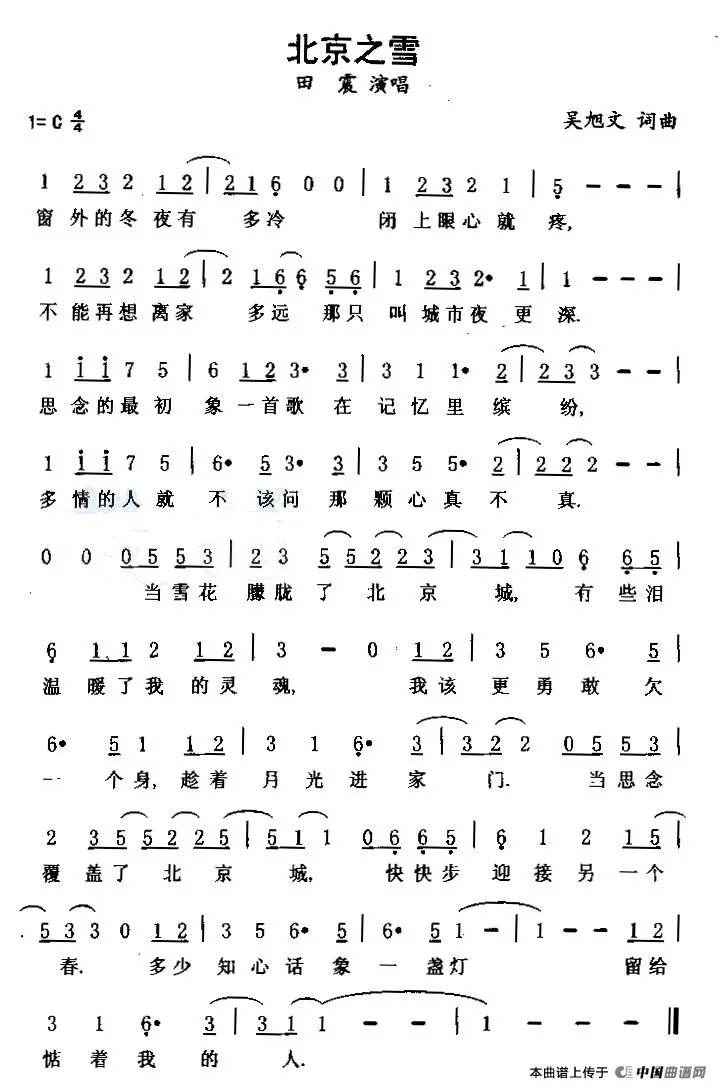 北京之雪
田 震 演唱
1= C 4/4
吴旭文 词曲
1 2 3 2 1 2 | 2 1 6 0 0 | 1 2 3 2 1 | 5 - - - |
窗外的冬夜有 多冷 闭上眼心就 疼,
1 2 3 2 1 2 | 2 1 6 6 5 6 | 1 2 3 2 2• 1 | 1 - - - |
不能再想离家 多远 那只 叫城市夜 更 深.
1 i i 7 5 | 6 1 2 3• 3 | 3 1 1• 2 | 2 3 3 - - |
思念的最初 象一首歌 在 记忆里缤 纷,
1 i i 7 5 | 6• 5 3• 3 | 3 5 5• 2 | 2 2 2 - - |
多情的人就 不 该问 那 颗心真不 真.
0 0 0 5 5 3 | 2 3 5 5 2 2 3 | 3 1 1 0 6 6 5 |
当雪花 朦胧了 北 京 城, 有 些泪
6 1 1 2 1 2 | 3 - 0 1 2 | 3 5 6• 5 |
温暖了我 的灵 魂, 我该 更勇敢 欠
6• 5 1 1 2 | 3 1 6• 3 | 3 2 2 0 5 5 3 |
一 个身, 趁着 月光进 家 门. 当思念
2 3 5 5 2 2 5 | 5 1 1 0 6 6 5 | 6 1 2 1 5 |
覆 盖了 北 京 城, 快快步 迎接另一个
5 3 3 0 1 2 | 3 5 6• 5 | 6• 5 1 - | 1 - - 1 2 |
春. 多少 知心话 象 一 盏灯 留给
3 1 6• 3 | 3 1 1 - - | 1 - - - ‖
惦着我 的 人.
本曲谱上传于 中国曲谱网